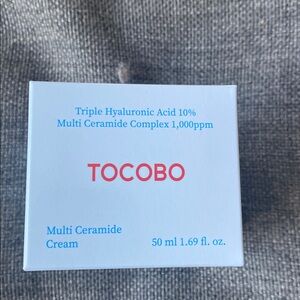 Triple Hyaluronic Acid 10%
Multi Ceramide Complex 1,000ppm
TOCOBO
Multi Ceramide
Cream
50 ml 1.69 fl. oz.